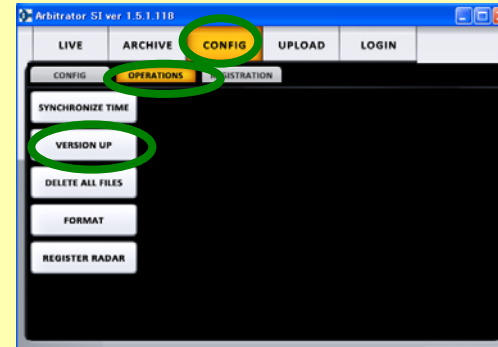 Arbitrator SI ver 1.5.1.118
LIVE ARCHIVE CONFIG UPLOAD LOGIN
CONFIG OPERATIONS REGISTRATION
SYNCHRONIZE TIME
VERSION UP
DELETE ALL FILES
FORMAT
REGISTER RADAR